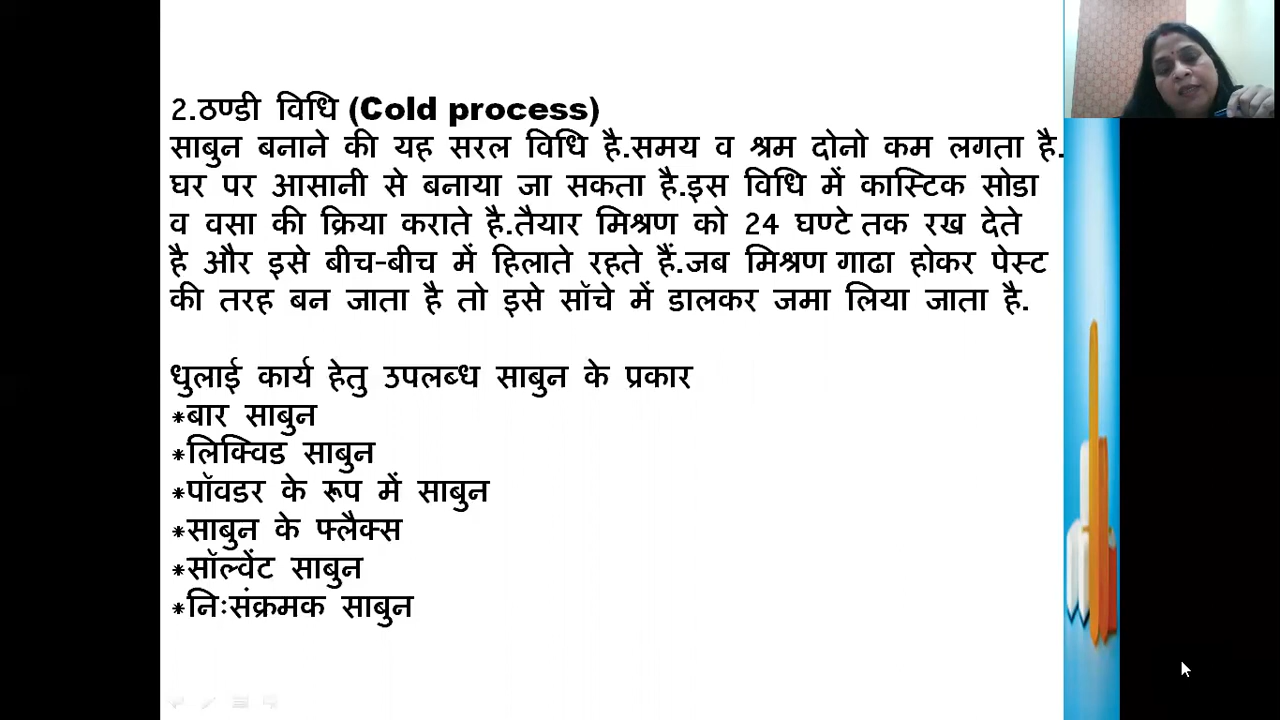 2.ठण्डी विधि (Cold process)
साबुन बनाने की यह सरल विधि है.समय व श्रम दोनो कम लगता है.
घर पर आसानी से बनाया जा सकता है.इस विधि में कास्टिक सोडा
व वसा की क्रिया कराते है.तैयार मिश्रण को 24 घण्टे तक रख देते
है और इसे बीच-बीच में हिलाते रहते हैं.जब मिश्रण गाढा होकर पेस्ट
की तरह बन जाता है तो इसे सॉचे में डालकर जमा लिया जाता है.
धुलाई कार्य हेतु उपलब्ध साबुन के प्रकार
*बार साबुन
*लिक्विड साबुन
*पॉवडर के रूप में साबुन
*साबुन के फ्लैक्स
*सॉल्वेंट साबुन
*निःसंक्रमक साबुन